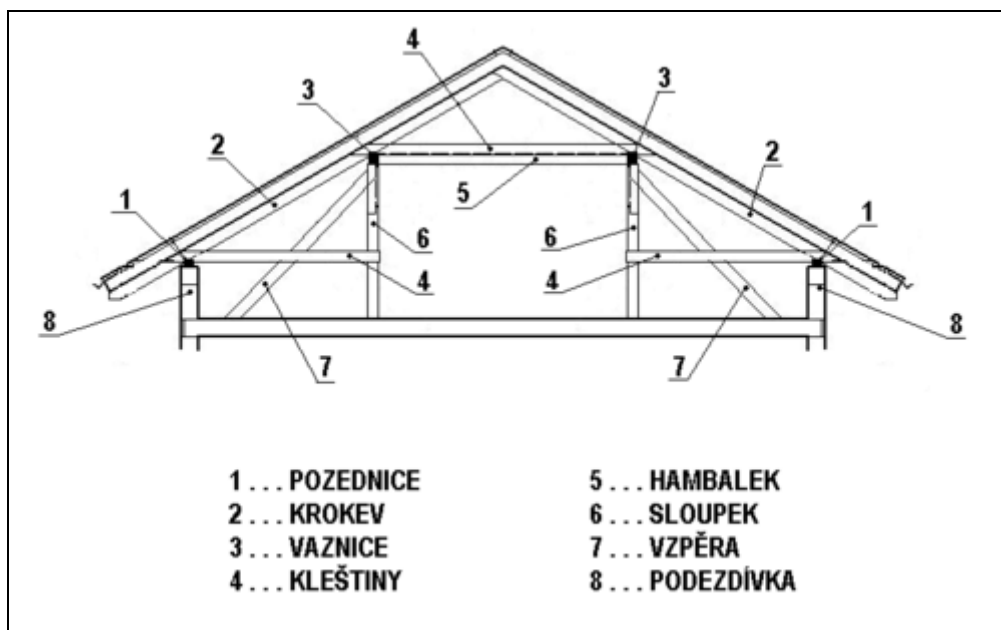 4
3
3
2
2
1
5
1
6
6
4
4
8
8
7
7
1 ... POZEDNICE
2 ... KROKEV
3 ... VAZNICE
4 ... KLEŠTINY
5 ... HAMBALEK
6 ... SLOUPEK
7 ... VZPĚRA
8 ... PODEZDÍVKA